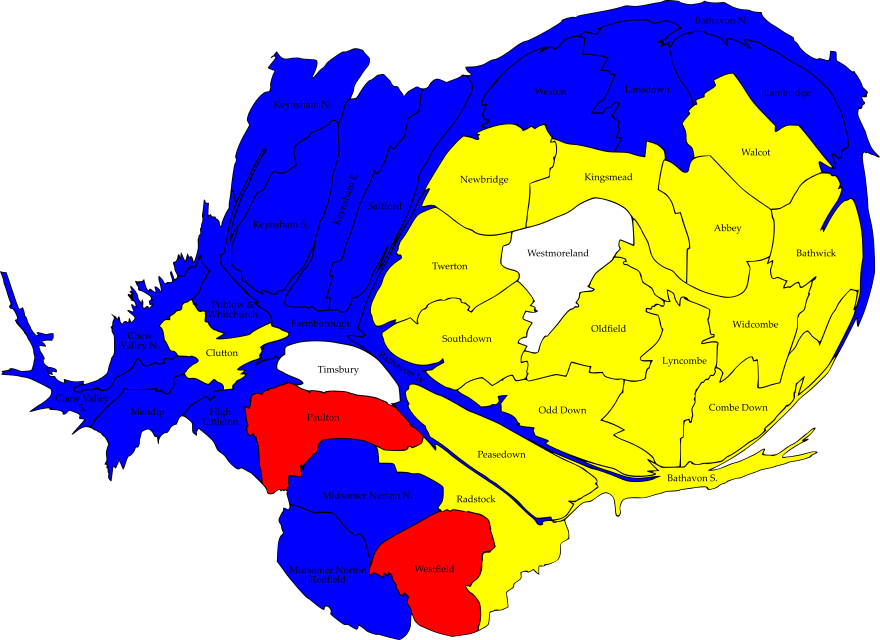 Bathavon N.
Weston
Lansdown
Lambridge
Keynsham N.
Walcot
Newbridge
Kingsmead
Keynsham E.
Saltford
Keynsham S.
Abbey
Westmoreland
Bathwick
Twerton
Publow &
Whitchurch
Farmborough
Widcombe
Oldfield
Southdown
Chew
Valley N.
Clutton
Lyncombe
Timsbury
Bathavon W.
Chew Valley
S.
Mendip
High
Littleton
Paulton
Odd Down
Combe Down
Peasedown
Bathavon S.
Midsomer Norton N.
Radstock
Midsomer Norton
Redfield
Westfield